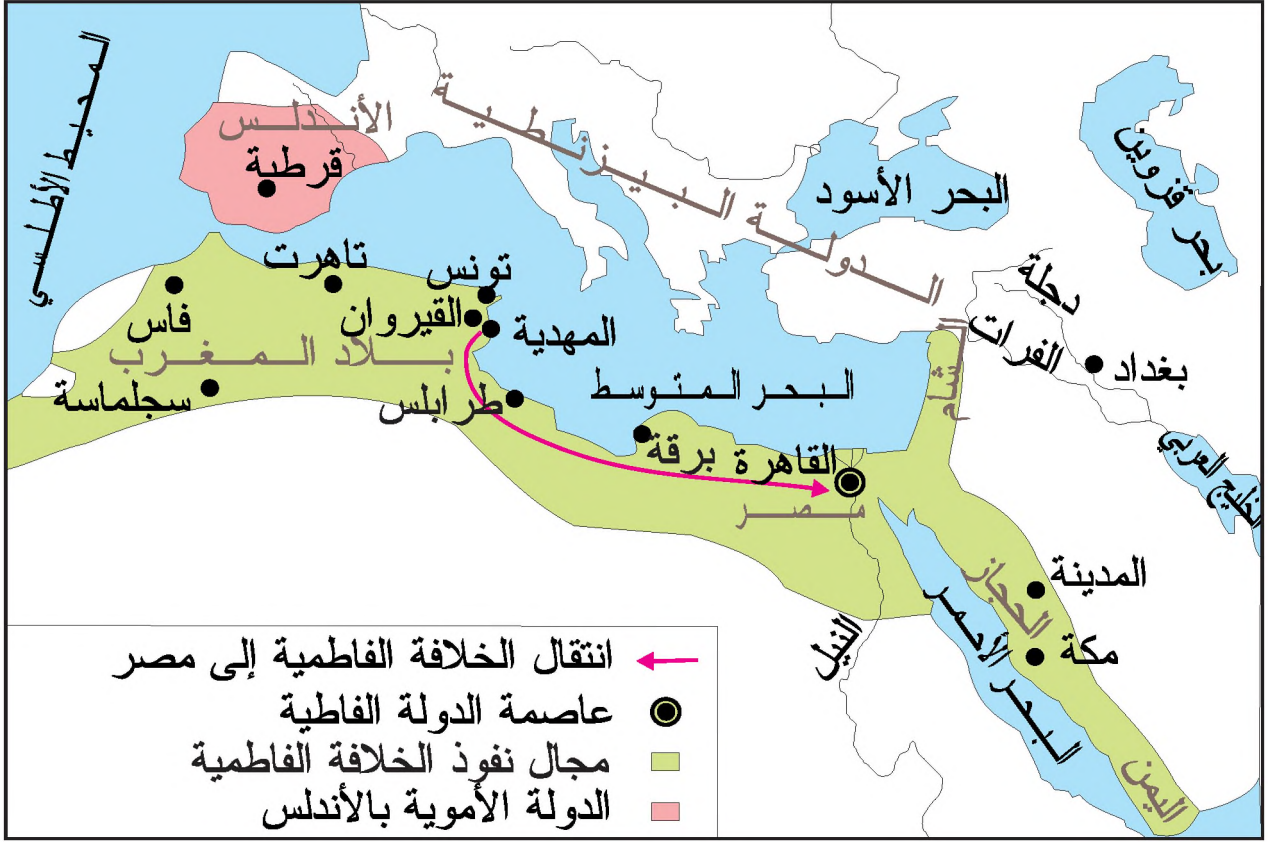 المحيط الأطلسي
الأندلس
قرطبة
الدولة البيزنطية
البحر الأسود
بحر قزوين
تاهرت
تونس
فاس
القيروان
المهدية
بلاد المغرب
سجلماسة
طرابلس
البحر المتوسط
برقة
القاهرة
مصر
الشام
دجلة
الفرات
بغداد
الخليج العربي
المدينة
الحجاز
مكة
البحر الأحمر
النيل
اليمن
انتقال الخلافة الفاطمية إلى مصر
عاصمة الدولة الفاطية
مجال نفوذ الخلافة الفاطمية
الدولة الأموية بالأندلس